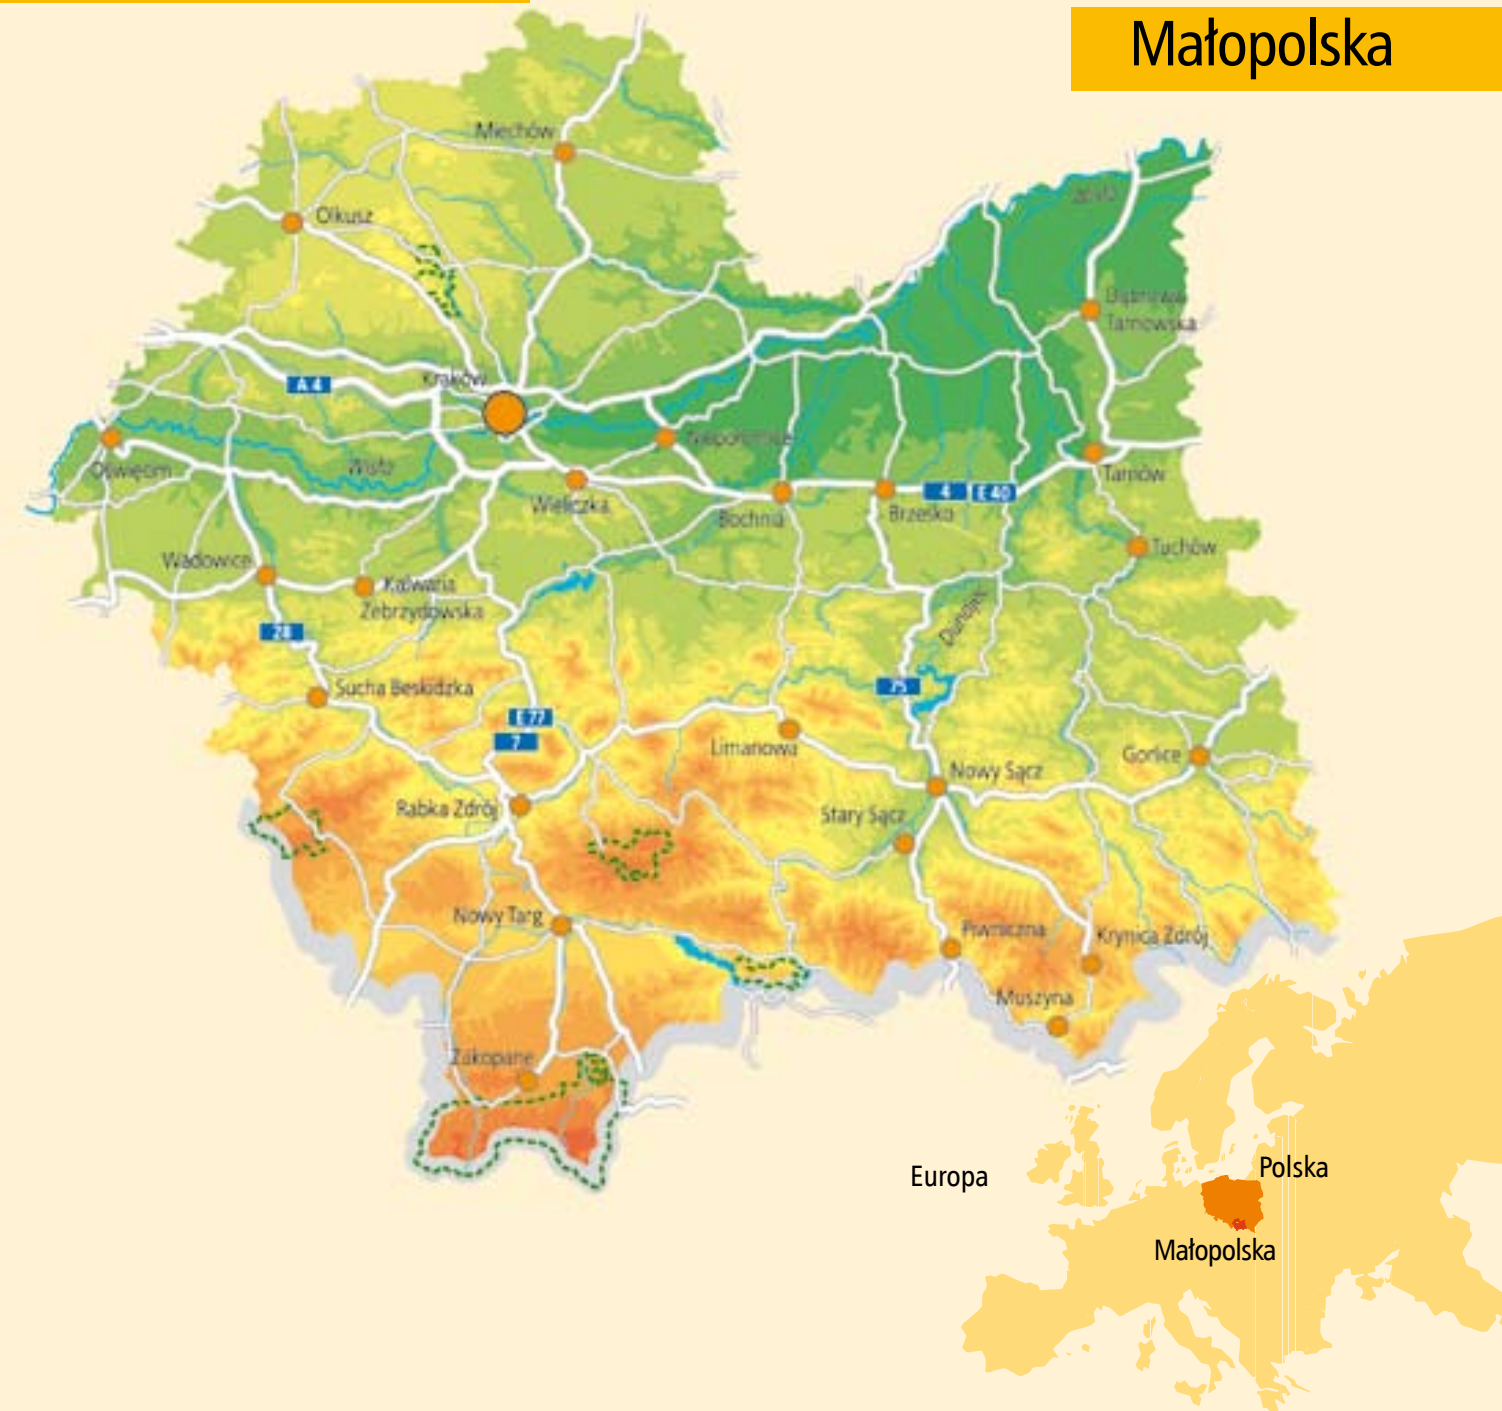 Małopolska
Miechów
Olkusz
Wisła
Dąbrowa
Tarnowska
Kraków
A 4
Niepołomice
Oświęcim
Wisła
Tarnów
Wieliczka
Bochnia
4
E 40
Brzesko
Tuchów
Wadowice
Kalwaria
Zebrzydowska
Dunajec
28
Sucha Beskidzka
75
E 77
7
Limanowa
Gorlice
Nowy Sącz
Rabka Zdrój
Stary Sącz
Nowy Targ
Piwniczna
Krynica Zdrój
Muszyna
Zakopane
Europa
Polska
Małopolska